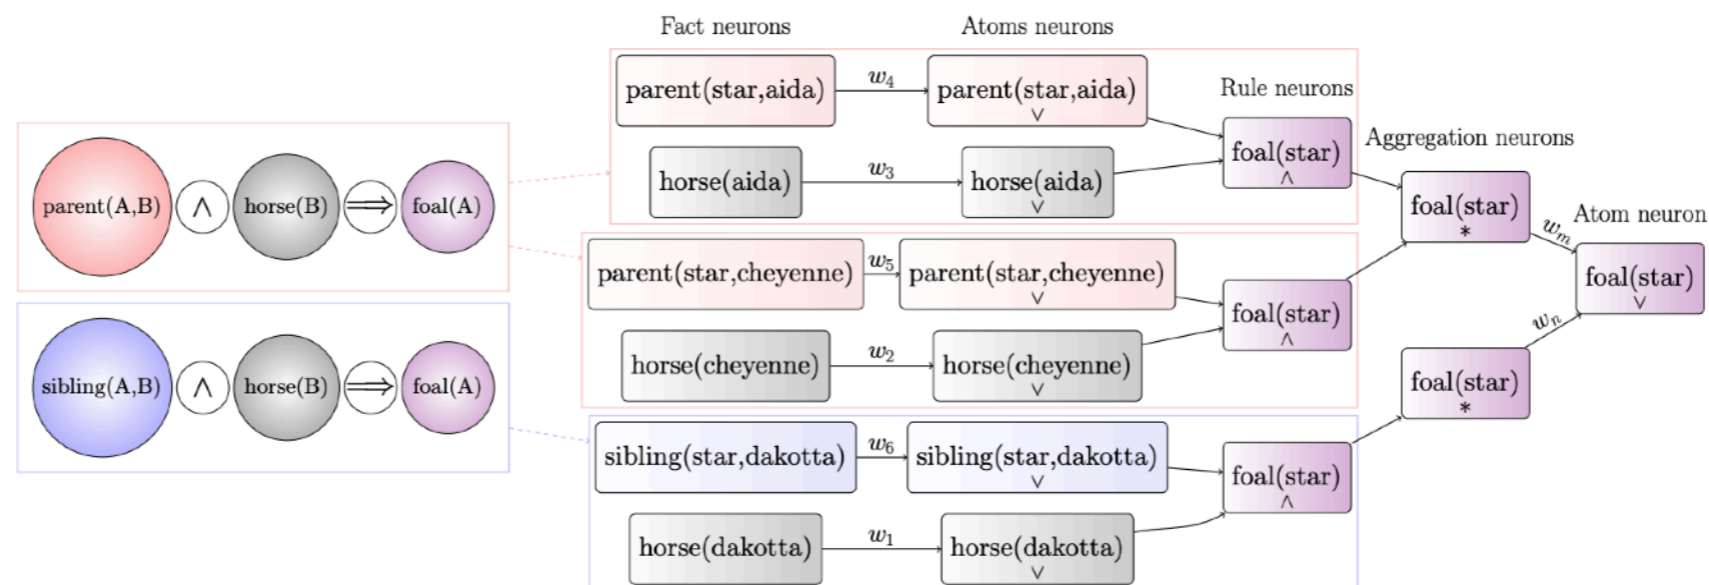 Fact neurons
Atoms neurons
Rule neurons
Aggregation neurons
Atom neuron
parent(A,B) ∧ horse(B) ⟹ foal(A)
sibling(A,B) ∧ horse(B) ⟹ foal(A)
parent(star,aida) w₄ parent(star,aida)
∨
horse(aida) w₃ horse(aida)
∨
foal(star)
∧
parent(star,cheyenne) w₅ parent(star,cheyenne)
∨
horse(cheyenne) w₂ horse(cheyenne)
∨
foal(star)
∧
sibling(star,dakotta) w₆ sibling(star,dakotta)
∨
horse(dakotta) w₁ horse(dakotta)
∨
foal(star)
∧
foal(star)
*
wₘ
foal(star)
*
wₙ
foal(star)
∨